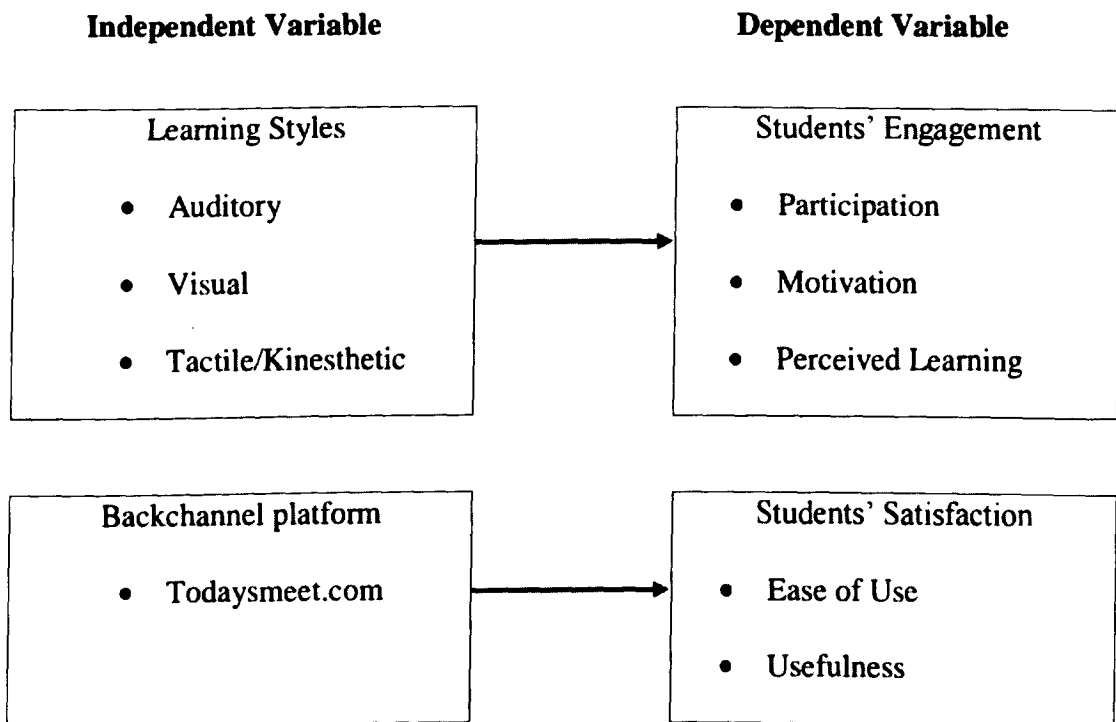 Independent Variable
Dependent Variable
Learning Styles
• Auditory
• Visual
• Tactile/Kinesthetic
Students’ Engagement
• Participation
• Motivation
• Perceived Learning
Backchannel platform
• Todaysmeet.com
Students’ Satisfaction
• Ease of Use
• Usefulness